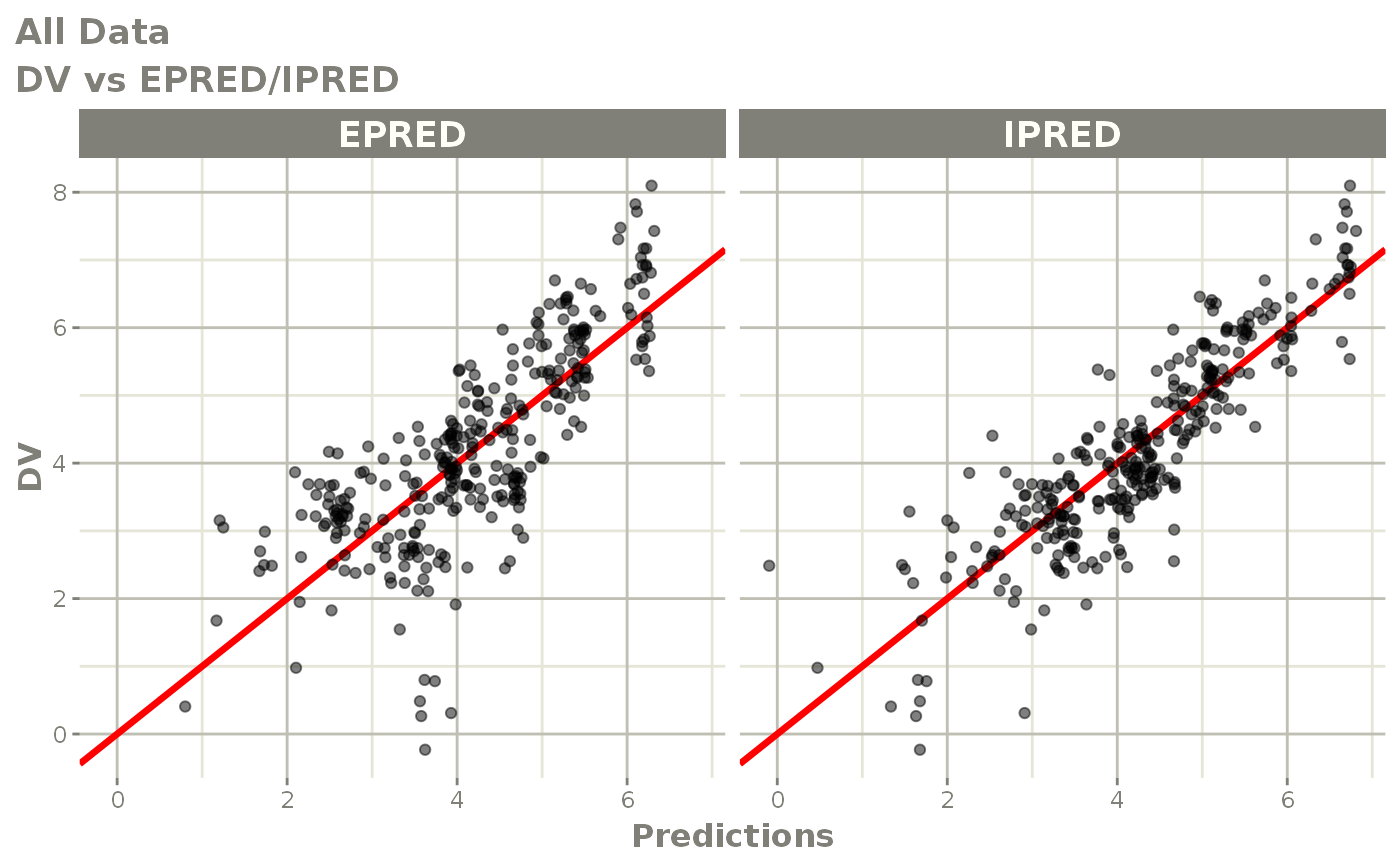 All Data
DV vs EPRED/IPRED
EPRED IPRED
8
6
4
2
0
DV
0 2 4 6 0 2 4 6
Predictions